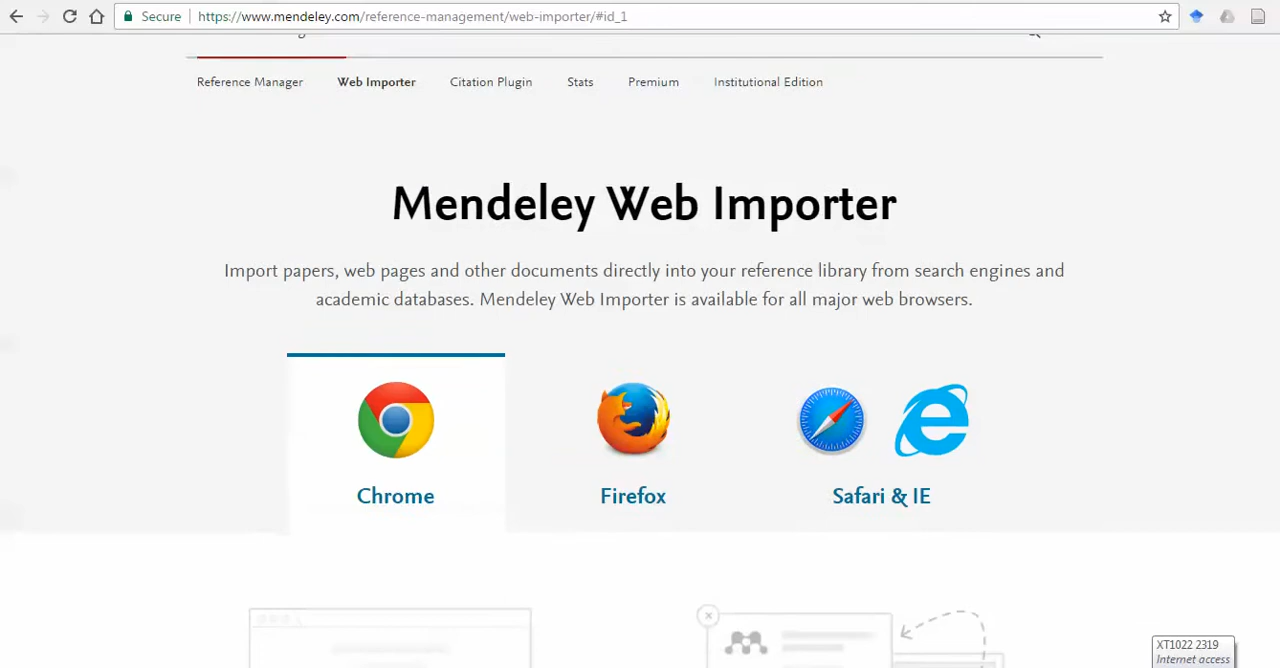 Secure
https://www.mendeley.com/reference-management/web-importer/#id_1
Reference Manager Web Importer Citation Plugin Stats Premium Institutional Edition
Mendeley Web Importer
Import papers, web pages and other documents directly into your reference library from search engines and
academic databases. Mendeley Web Importer is available for all major web browsers.
Chrome Firefox Safari & IE
XT1022 2319
Internet access